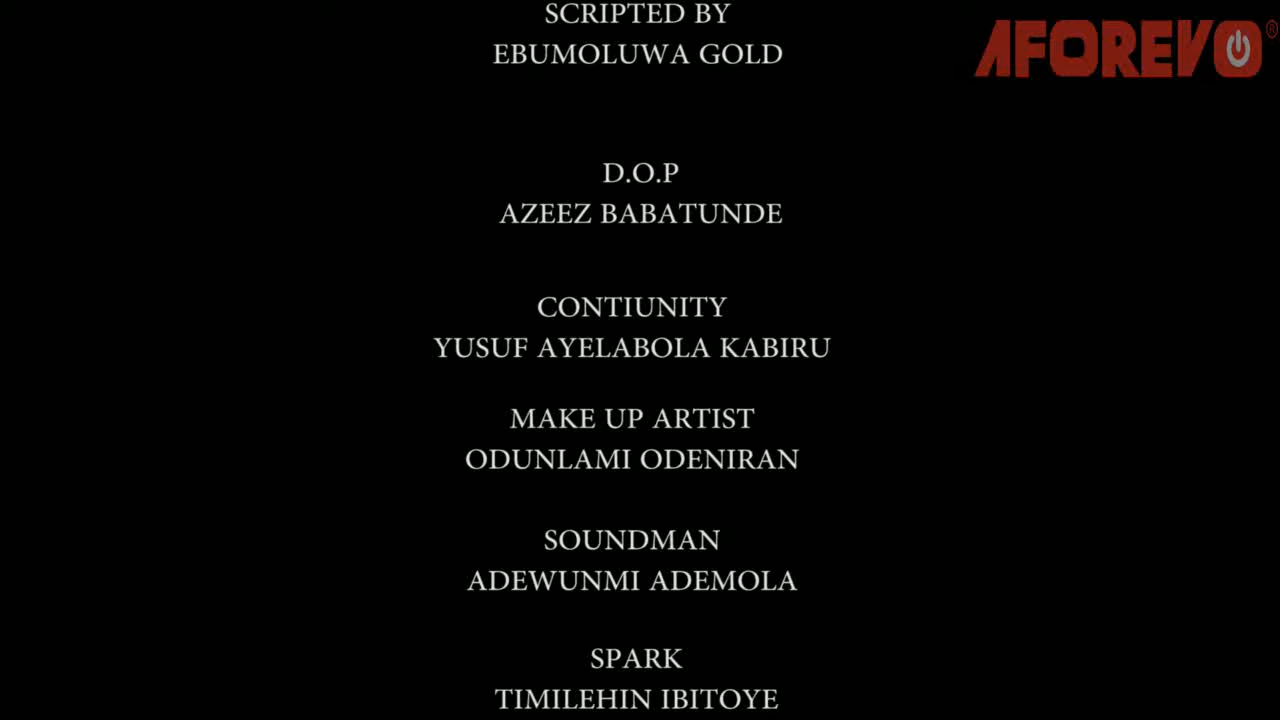 SCRIPTED BY
EBUMOLUWA GOLD
AFOREVO®
D.O.P
AZEEZ BABATUNDE
CONTIUNITY
YUSUF AYELABOLA KABIRU
MAKE UP ARTIST
ODUNLAMI ODENIRAN
SOUNDMAN
ADEWUNMI ADEMOLA
SPARK
TIMILEHIN IBITOYE